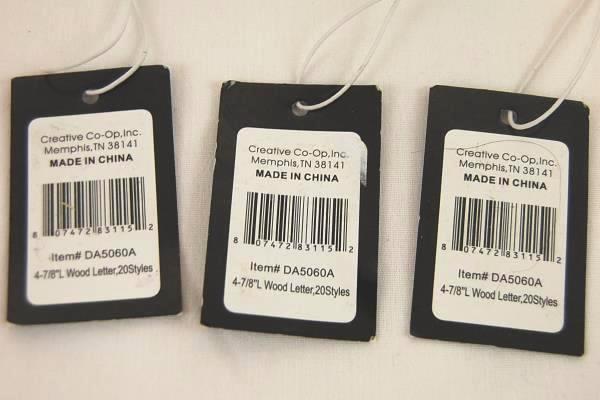 Creative Co-Op,Inc.
Memphis,TN 38141
MADE IN CHINA
8 07472 83115 2
Item# DA5060A
4-7/8"L Wood Letter,20Styles
Creative Co-Op,Inc.
Memphis,TN 38141
MADE IN CHINA
8 07472 83115 2
Item# DA5060A
4-7/8"L Wood Letter,20Styles
Creative Co-Op,Inc.
Memphis,TN 38141
MADE IN CHINA
8 07472 83115 2
Item# DA5060A
4-7/8"L Wood Letter,20Styles